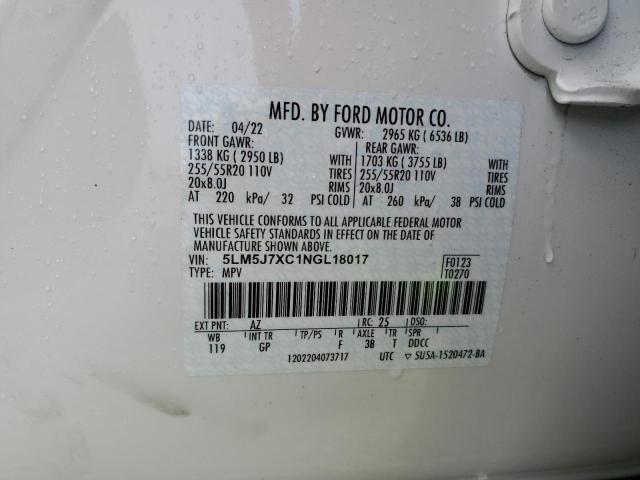 MFD. BY FORD MOTOR CO.
DATE: 04/22 GVWR: 2965 KG ( 6536 LB)
FRONT GAWR: REAR GAWR:
1338 KG ( 2950 LB) WITH 1703 KG ( 3755 LB) WITH
255/55R20 110V TIRES 255/55R20 110V TIRES
20x8.0J RIMS 20x8.0J RIMS
AT 220 kPa/ 32 PSI COLD AT 260 kPa/ 38 PSI COLD
THIS VEHICLE CONFORMS TO ALL APPLICABLE FEDERAL MOTOR
VEHICLE SAFETY STANDARDS IN EFFECT ON THE DATE OF
MANUFACTURE SHOWN ABOVE.
VIN: 5LM5J7XC1NGL18017 F0123
TYPE: MPV T0270
EXT PNT: AZ RC: 25 DSO:
WB INT TR TP/PS R AXLE TR SPR
119 GP F 3B T DDCC
1202204073717 UTC ▽ 5U5A-1520472-BA